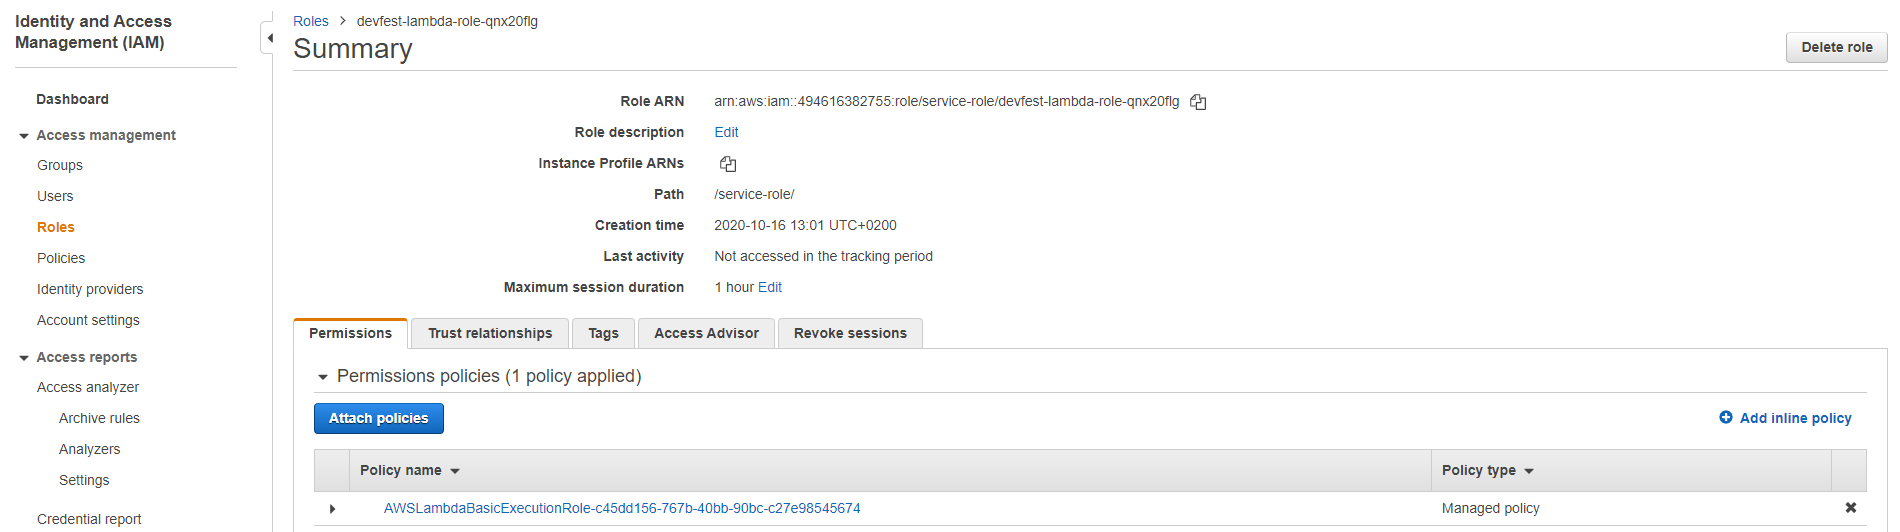 Identity and Access
Management (IAM)
Dashboard
Access management
Groups
Users
Roles
Policies
Identity providers
Account settings
Access reports
Access analyzer
Archive rules
Analyzers
Settings
Credential report
Roles > devfest-lambda-role-qnx20flg
Summary
Delete role
Role ARN arn:aws:iam::494616382755:role/service-role/devfest-lambda-role-qnx20flg
Role description Edit
Instance Profile ARNs
Path /service-role/
Creation time 2020-10-16 13:01 UTC+0200
Last activity Not accessed in the tracking period
Maximum session duration 1 hour Edit
Permissions Trust relationships Tags Access Advisor Revoke sessions
Permissions policies (1 policy applied)
Attach policies Add inline policy
Policy name Policy type
AWSLambdaBasicExecutionRole-c45dd156-767b-40bb-90bc-c27e98545674 Managed policy